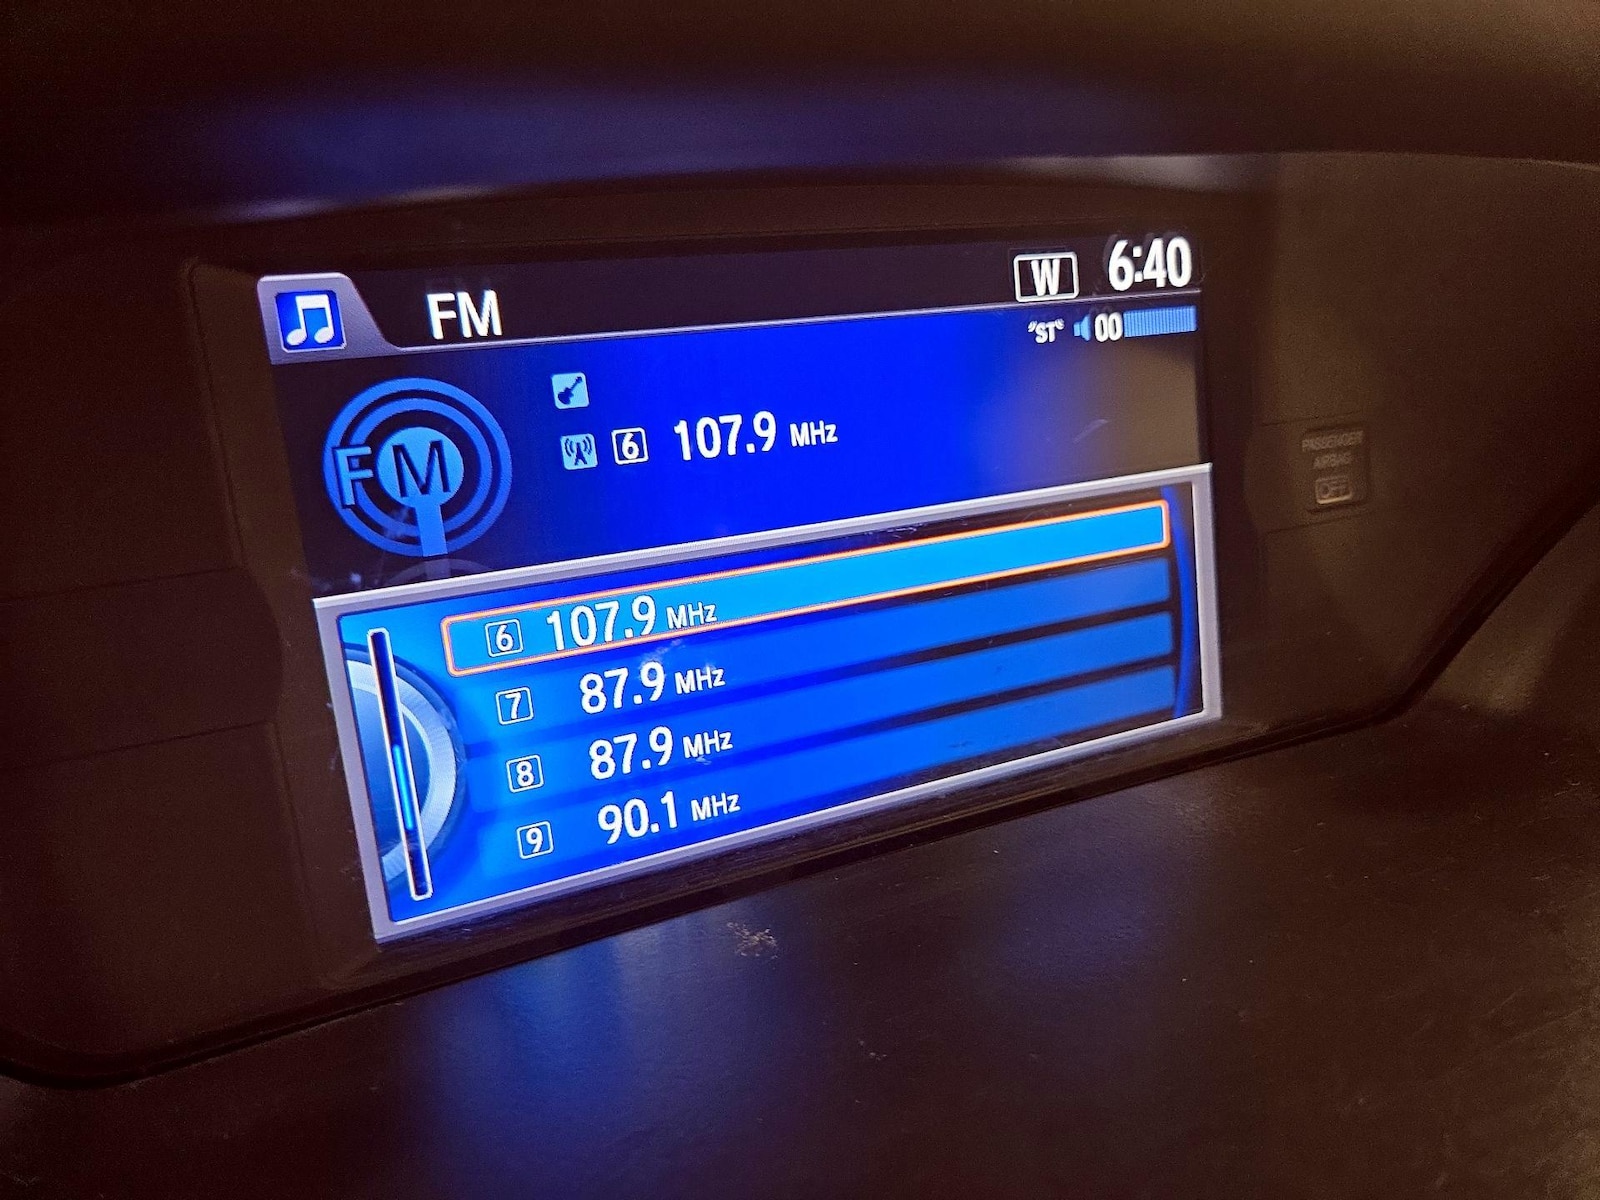 FM
W 6:40
"ST" 00
FM
6 107.9 MHz
6 107.9 MHz
7 87.9 MHz
8 87.9 MHz
9 90.1 MHz
PASSENGER
AIRBAG
OFF